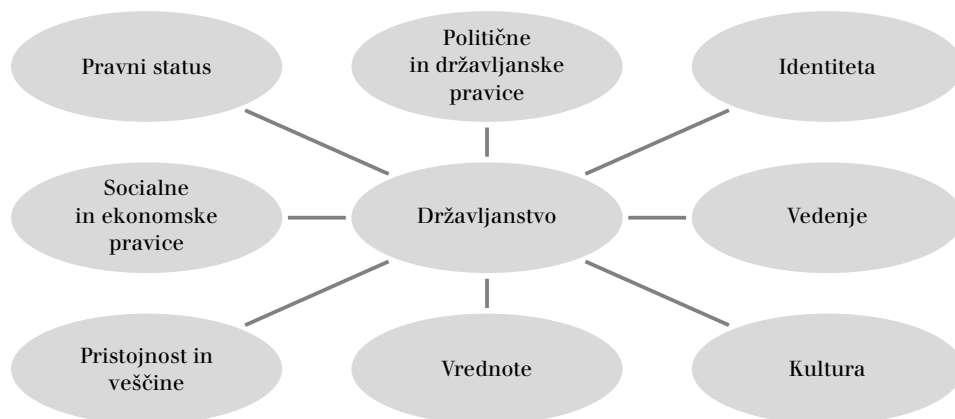 Pravni status
Politične
in državljanske
pravice
Identiteta
Socialne
in ekonomske
pravice
Državljanstvo
Vedenje
Pristojnost in
veščine
Vrednote
Kultura